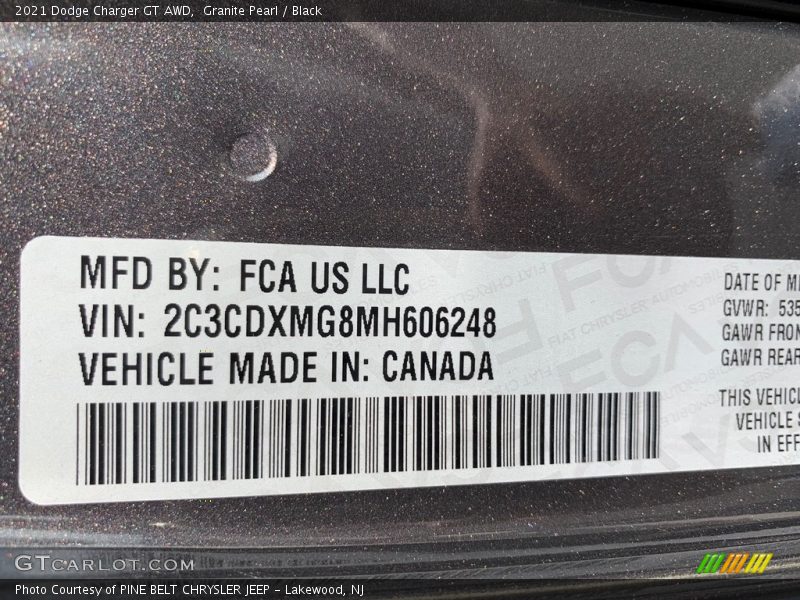 2021 Dodge Charger GT AWD, Granite Pearl / Black
MFD BY: FCA US LLC
VIN: 2C3CDXMG8MH606248
VEHICLE MADE IN: CANADA
DATE OF
GVWR: 535
GAWR FRON
GAWR REAR
THIS VEHICL
VEHICLE S
IN EFF
GTCARLOT.COM
Photo Courtesy of PINE BELT CHRYSLER JEEP - Lakewood, NJ